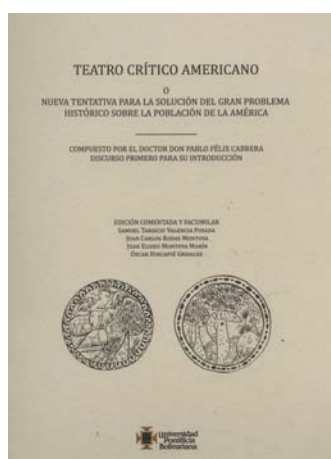 TEATRO CRÍTICO AMERICANO
O
NUEVA TENTATIVA PARA LA SOLUCIÓN DEL GRAN PROBLEMA
HISTÓRICO SOBRE LA POBLACIÓN DE LA AMÉRICA
COMPUESTO POR EL DOCTOR DON PABLO FÉLIX CABRERA
DISCURSO PRIMERO PARA SU INTRODUCCIÓN
EDICIÓN COMENTADA Y FACSIMILAR
SAMUEL TARSICIO VALENCIA POSADA
JUAN CARLOS RODAS MONTOYA
JUAN ELISEO MONTOYA MARÍN
ÓSCAR HINCAPIÉ GRISALES
Universidad
Pontificia
Bolivariana